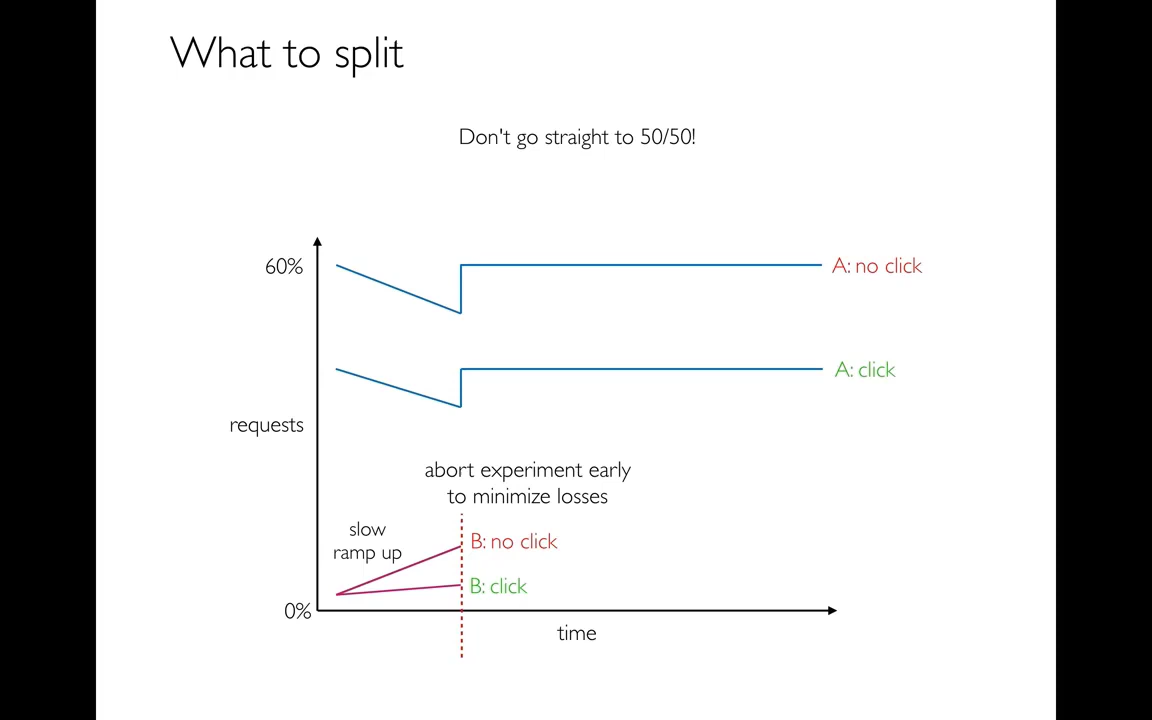 What to split
Don't go straight to 50/50!
60%
A: no click
A: click
requests
abort experiment early
to minimize losses
slow
ramp up
B: no click
B: click
0%
time